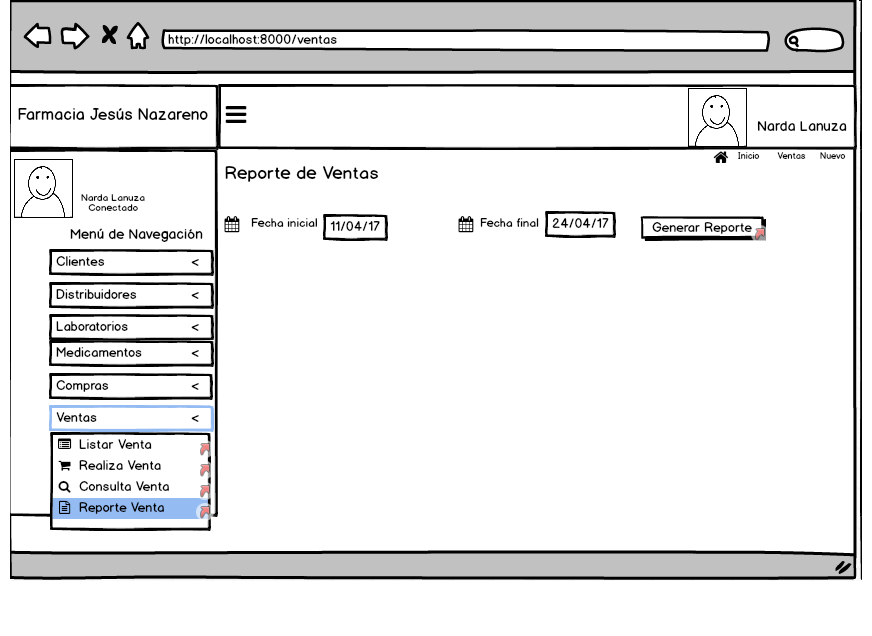 http://localhost:8000/ventas
Farmacia Jesús Nazareno
Narda Lanuza
Inicio Ventas Nuevo
Narda Lanuza
Conectado
Menú de Navegación
Clientes <
Distribuidores <
Laboratorios <
Medicamentos <
Compras <
Ventas <
Listar Venta
Realiza Venta
Consulta Venta
Reporte Venta
Reporte de Ventas
Fecha inicial 11/04/17 Fecha final 24/04/17 Generar Reporte